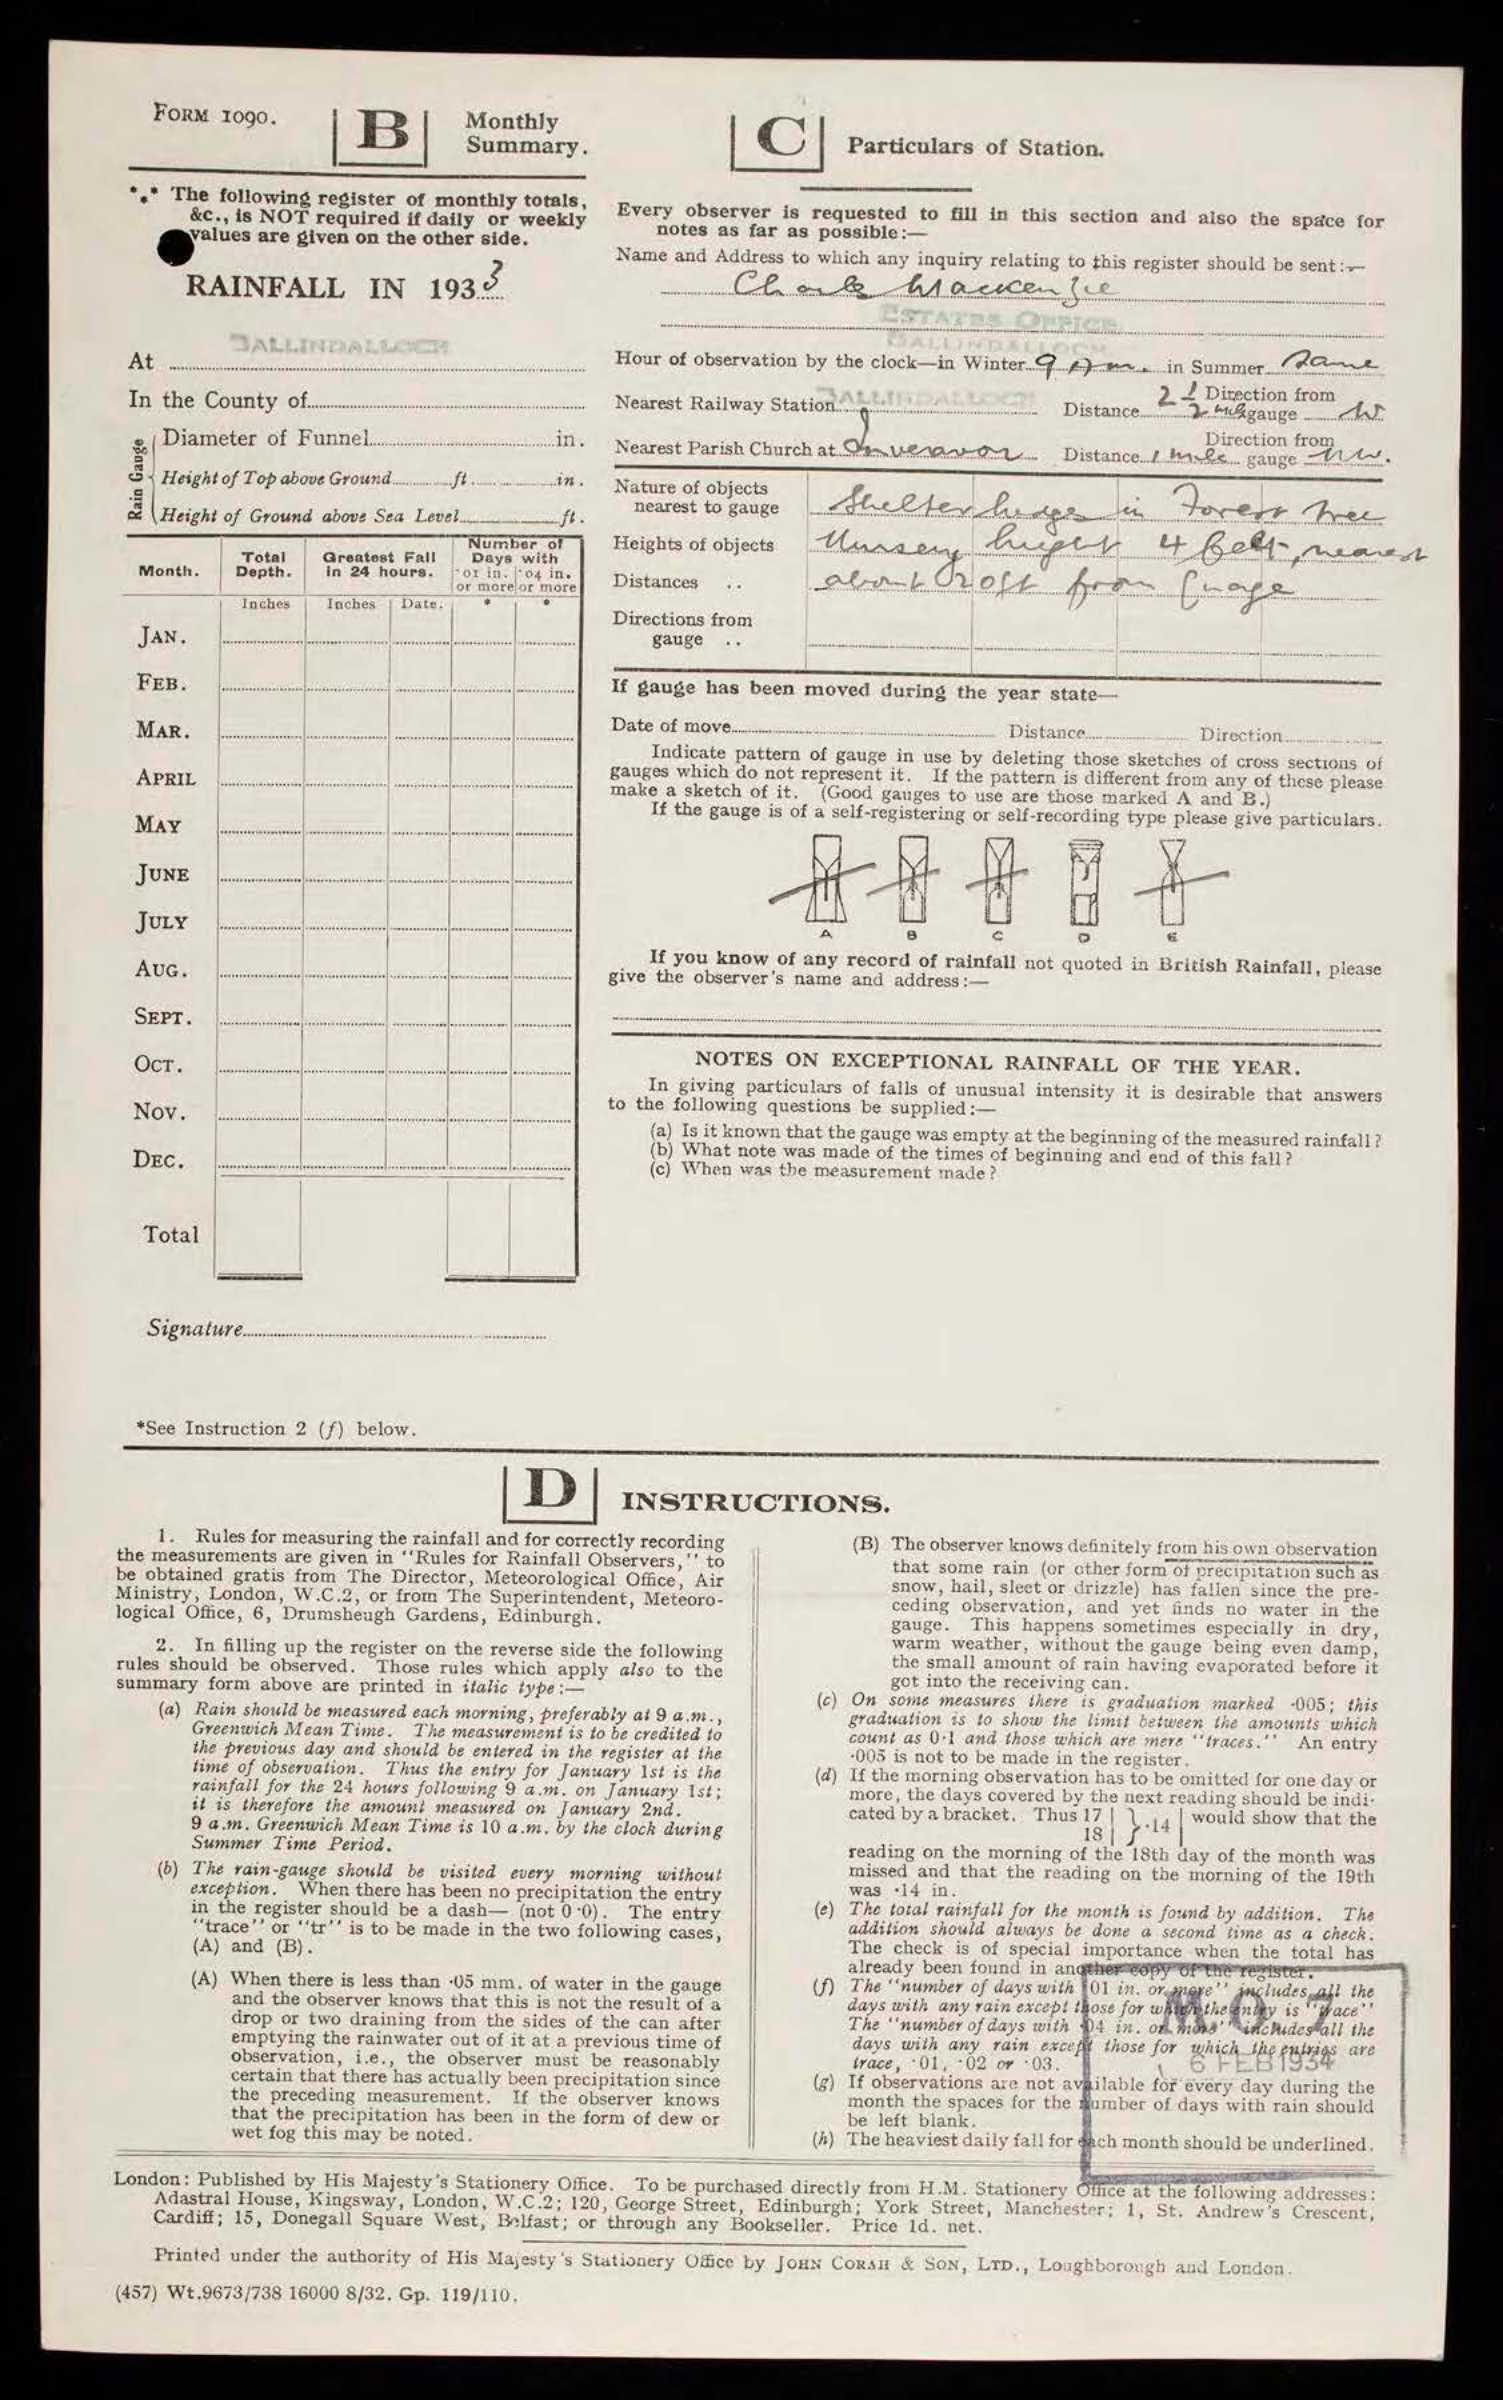 FORM 1090.
B
Monthly
Summary.
*.* The following register of monthly totals,
&c., is NOT required if daily or weekly
values are given on the other side.
RAINFALL IN 1933
BALLINDALLOCH
At
In the County of
Rain Gauge
Diameter of Funnel in.
Height of Top above Ground ft. in.
Height of Ground above Sea Level ft.
Month. Total Depth. Greatest Fall in 24 hours. Number of Days with
·01 in. or more ·04 in. or more
Inches Inches Date. * *
JAN.
FEB.
MAR.
APRIL
MAY
JUNE
JULY
AUG.
SEPT.
OCT.
NOV.
DEC.
Total
Signature
*See Instruction 2 (f) below.
C
Particulars of Station.
Every observer is requested to fill in this section and also the space for
notes as far as possible:—
Name and Address to which any inquiry relating to this register should be sent:—
Charles Mackenzie
ESTATES OFFICE
BALLINDALLOCH
Hour of observation by the clock—in Winter 9 A m. in Summer Same
Nearest Railway Station BALLINDALLOCH Distance 2 1/2 mile Direction from gauge W
Nearest Parish Church at Inveravon Distance 1 mile Direction from gauge NW.
Nature of objects
nearest to gauge Shelter hedges in Forest tree
Heights of objects Nursery hight 4 feet, nearest
Distances .. about 20ft from Guage
Directions from
gauge ..
If gauge has been moved during the year state—
Date of move Distance Direction
Indicate pattern of gauge in use by deleting those sketches of cross sections of
gauges which do not represent it. If the pattern is different from any of these please
make a sketch of it. (Good gauges to use are those marked A and B.)
If the gauge is of a self-registering or self-recording type please give particulars.
A B C D E
If you know of any record of rainfall not quoted in British Rainfall, please
give the observer's name and address:—
NOTES ON EXCEPTIONAL RAINFALL OF THE YEAR.
In giving particulars of falls of unusual intensity it is desirable that answers
to the following questions be supplied:—
(a) Is it known that the gauge was empty at the beginning of the measured rainfall?
(b) What note was made of the times of beginning and end of this fall?
(c) When was the measurement made?
D
INSTRUCTIONS.
1. Rules for measuring the rainfall and for correctly recording
the measurements are given in "Rules for Rainfall Observers," to
be obtained gratis from The Director, Meteorological Office, Air
Ministry, London, W.C.2, or from The Superintendent, Meteoro-
logical Office, 6, Drumsheugh Gardens, Edinburgh.
2. In filling up the register on the reverse side the following
rules should be observed. Those rules which apply also to the
summary form above are printed in italic type:—
(a) Rain should be measured each morning, preferably at 9 a.m.,
Greenwich Mean Time. The measurement is to be credited to
the previous day and should be entered in the register at the
time of observation. Thus the entry for January 1st is the
rainfall for the 24 hours following 9 a.m. on January 1st;
it is therefore the amount measured on January 2nd.
9 a.m. Greenwich Mean Time is 10 a.m. by the clock during
Summer Time Period.
(b) The rain-gauge should be visited every morning without
exception. When there has been no precipitation the entry
in the register should be a dash— (not 0·0). The entry
"trace" or "tr" is to be made in the two following cases,
(A) and (B).
(A) When there is less than ·05 mm. of water in the gauge
and the observer knows that this is not the result of a
drop or two draining from the sides of the can after
emptying the rainwater out of it at a previous time of
observation, i.e., the observer must be reasonably
certain that there has actually been precipitation since
the preceding measurement. If the observer knows
that the precipitation has been in the form of dew or
wet fog this may be noted.
(B) The observer knows definitely from his own observation
that some rain (or other form of precipitation such as
snow, hail, sleet or drizzle) has fallen since the pre-
ceding observation, and yet finds no water in the
gauge. This happens sometimes especially in dry,
warm weather, without the gauge being even damp,
the small amount of rain having evaporated before it
got into the receiving can.
(c) On some measures there is graduation marked ·005; this
graduation is to show the limit between the amounts which
count as 0·1 and those which are mere "traces." An entry
·005 is not to be made in the register.
(d) If the morning observation has to be omitted for one day or
more, the days covered by the next reading should be indi-
cated by a bracket. Thus 17 | } ·14 | would show that the
18 |
reading on the morning of the 18th day of the month was
missed and that the reading on the morning of the 19th
was ·14 in.
(e) The total rainfall for the month is found by addition. The
addition should always be done a second time as a check.
The check is of special importance when the total has
already been found in another copy of the register.
(f) The "number of days with ·01 in. or more" includes all the
days with any rain except those for which the entry is "trace"
The "number of days with ·04 in. or more" includes all the
days with any rain except those for which the entries are
trace, ·01, ·02 or ·03.
(g) If observations are not available for every day during the
month the spaces for the number of days with rain should
be left blank.
(h) The heaviest daily fall for each month should be underlined.
M.O. 7
6 FEB 1934
London: Published by His Majesty's Stationery Office. To be purchased directly from H.M. Stationery Office at the following addresses:
Adastral House, Kingsway, London, W.C.2; 120, George Street, Edinburgh; York Street, Manchester; 1, St. Andrew's Crescent,
Cardiff; 15, Donegall Square West, Belfast; or through any Bookseller. Price 1d. net.
Printed under the authority of His Majesty's Stationery Office by JOHN CORAH & SON, LTD., Loughborough and London.
(457) Wt.9673/738 16000 8/32. Gp. 119/110.